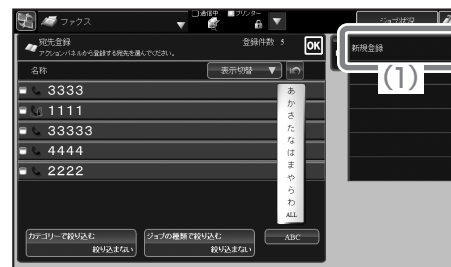 ファクス
送信中
プリンター
ジョブ状況
宛先登録
アクションパネルから登録する宛先を選んでください。
登録件数 5
OK
新規登録
(1)
名称
表示切替 ▼
3333
1111
33333
4444
2222
あ
か
さ
た
な
は
ま
や
ら
わ
ALL
カテゴリーで絞り込む
絞り込まない
ジョブの種類で絞り込む
絞り込まない
ABC